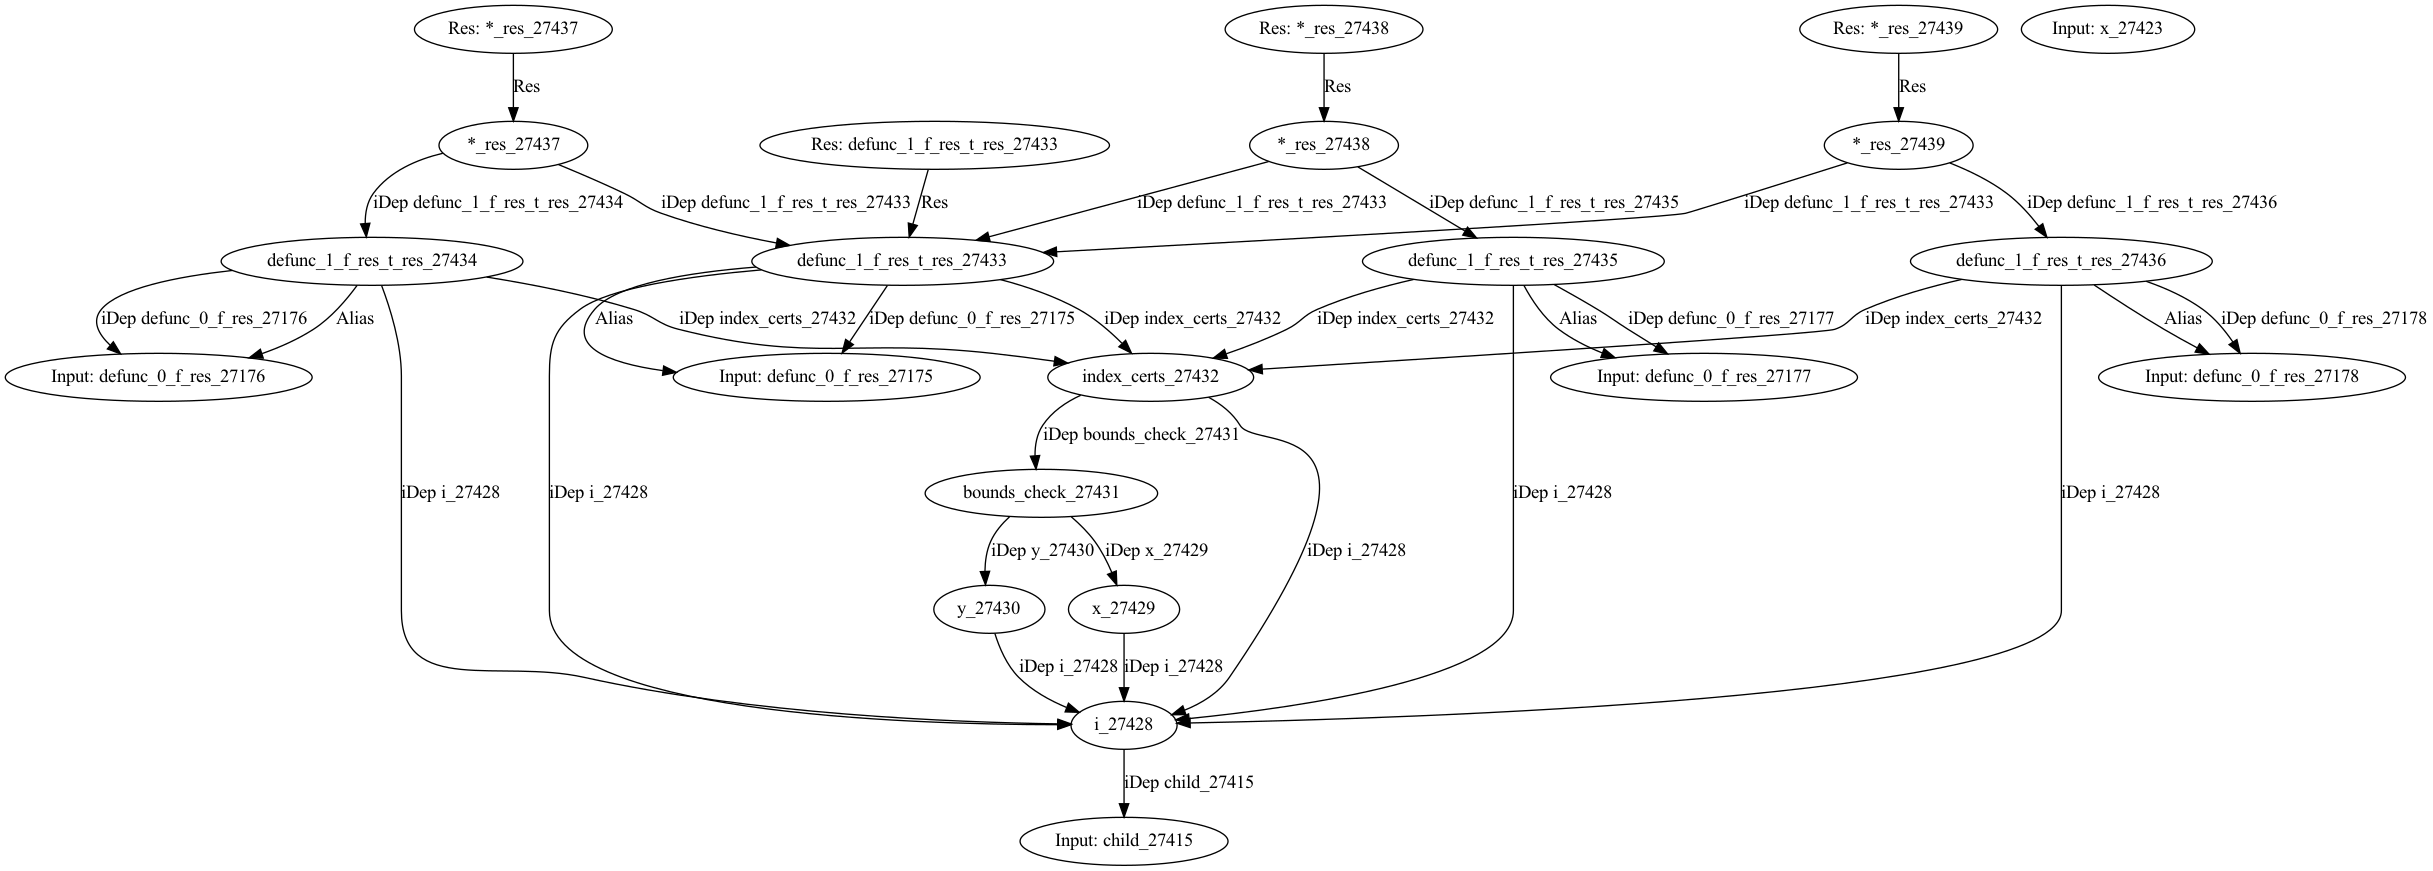 Res: *_res_27437
Res: *_res_27438
Res: *_res_27439
Input: x_27423
Res
Res
Res
*_res_27437
Res: defunc_1_f_res_t_res_27433
*_res_27438
*_res_27439
iDep defunc_1_f_res_t_res_27434
iDep defunc_1_f_res_t_res_27433
Res
iDep defunc_1_f_res_t_res_27433
iDep defunc_1_f_res_t_res_27435
iDep defunc_1_f_res_t_res_27433
iDep defunc_1_f_res_t_res_27436
defunc_1_f_res_t_res_27434
defunc_1_f_res_t_res_27433
defunc_1_f_res_t_res_27435
defunc_1_f_res_t_res_27436
iDep defunc_0_f_res_27176
Alias
Alias
iDep index_certs_27432
iDep defunc_0_f_res_27175
iDep index_certs_27432
iDep index_certs_27432
Alias
iDep defunc_0_f_res_27177
iDep index_certs_27432
Alias
iDep defunc_0_f_res_27178
Input: defunc_0_f_res_27176
Input: defunc_0_f_res_27175
index_certs_27432
Input: defunc_0_f_res_27177
Input: defunc_0_f_res_27178
iDep bounds_check_27431
iDep i_27428
iDep i_27428
bounds_check_27431
iDep i_27428
iDep i_27428
iDep y_27430
iDep x_27429
iDep i_27428
y_27430
x_27429
iDep i_27428
iDep i_27428
i_27428
iDep child_27415
Input: child_27415